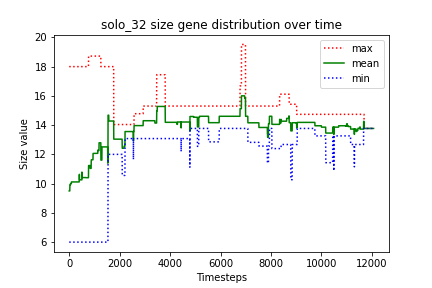 solo_32 size gene distribution over time
max
mean
min
Size value
20
18
16
14
12
10
8
6
0 2000 4000 6000 8000 10000 12000
Timesteps